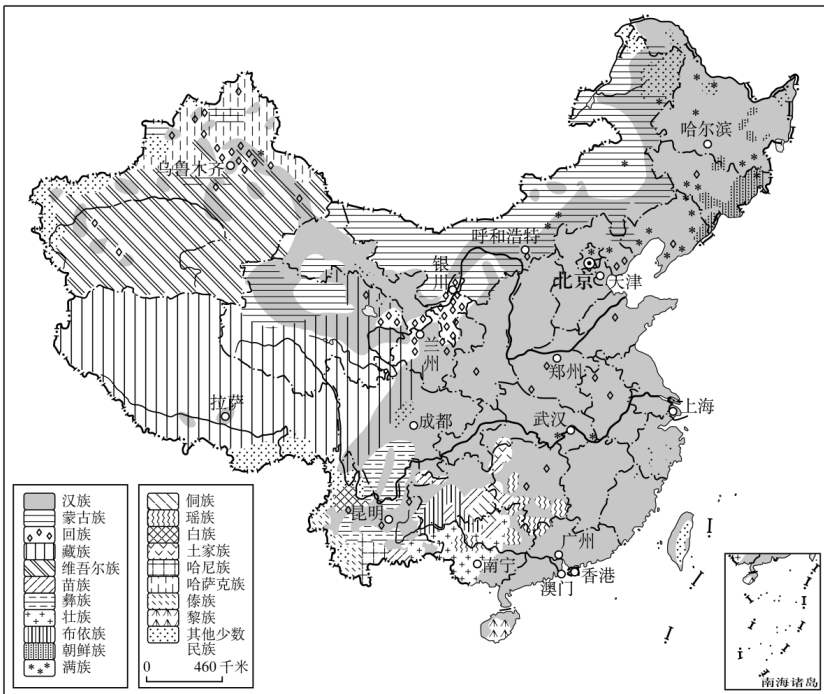 哈尔滨
乌鲁木齐
呼和浩特
银川
北京
天津
兰州
郑州
拉萨
成都
武汉
上海
昆明
广州
南宁
香港
澳门
汉族
蒙古族
回族
藏族
维吾尔族
苗族
彝族
壮族
布依族
朝鲜族
满族
侗族
瑶族
白族
土家族
哈尼族
哈萨克族
傣族
黎族
其他少数
民族
0 460千米
南海诸岛